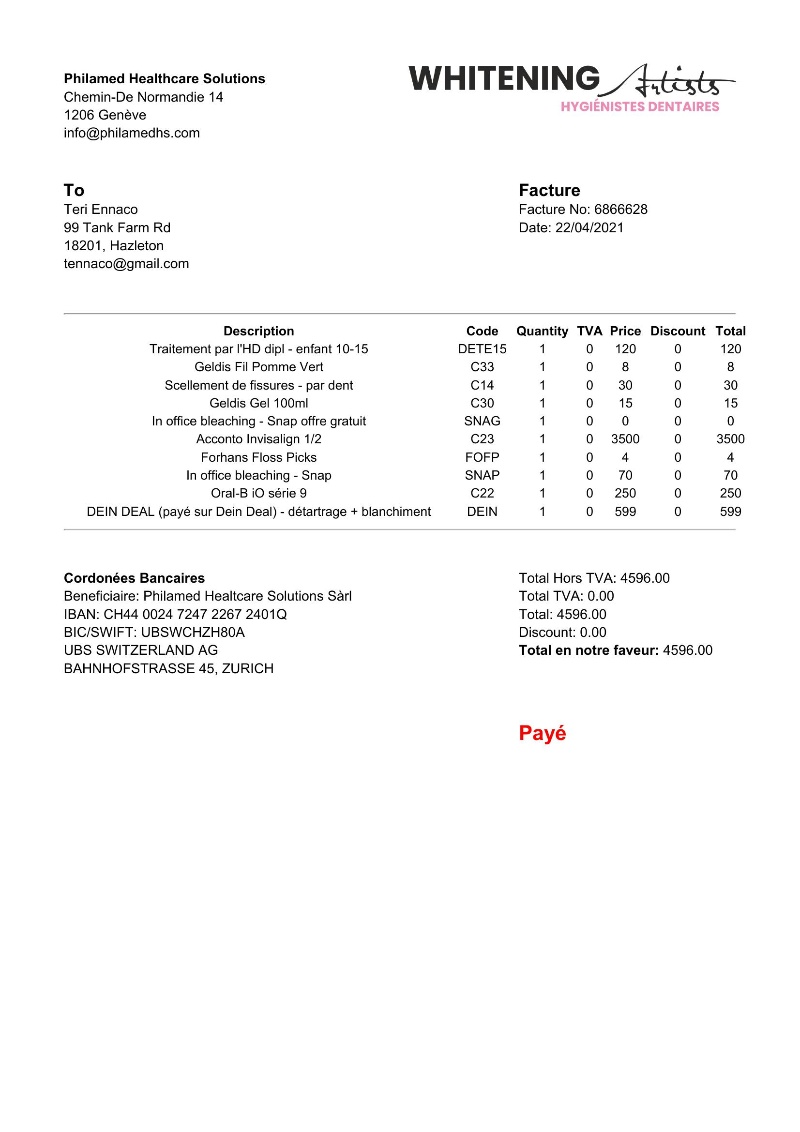 Philamed Healthcare Solutions
Chemin-De Normandie 14
1206 Genève
info@philamedhs.com
WHITENING Artists
HYGIÉNISTES DENTAIRES
To
Teri Ennaco
99 Tank Farm Rd
18201, Hazleton
tennaco@gmail.com
Facture
Facture No: 6866628
Date: 22/04/2021
Description Code Quantity TVA Price Discount Total
Traitement par l'HD dipl - enfant 10-15 DETE15 1 0 120 0 120
Geldis Fil Pomme Vert C33 1 0 8 0 8
Scellement de fissures - par dent C14 1 0 30 0 30
Geldis Gel 100ml C30 1 0 15 0 15
In office bleaching - Snap offre gratuit SNAG 1 0 0 0 0
Acconto Invisalign 1/2 C23 1 0 3500 0 3500
Forhans Floss Picks FOFP 1 0 4 0 4
In office bleaching - Snap SNAP 1 0 70 0 70
Oral-B iO série 9 C22 1 0 250 0 250
DEIN DEAL (payé sur Dein Deal) - détartrage + blanchiment DEIN 1 0 599 0 599
Cordonées Bancaires
Beneficiaire: Philamed Healtcare Solutions Sàrl
IBAN: CH44 0024 7247 2267 2401Q
BIC/SWIFT: UBSWCHZH80A
UBS SWITZERLAND AG
BAHNHOFSTRASSE 45, ZURICH
Total Hors TVA: 4596.00
Total TVA: 0.00
Total: 4596.00
Discount: 0.00
Total en notre faveur: 4596.00
Payé